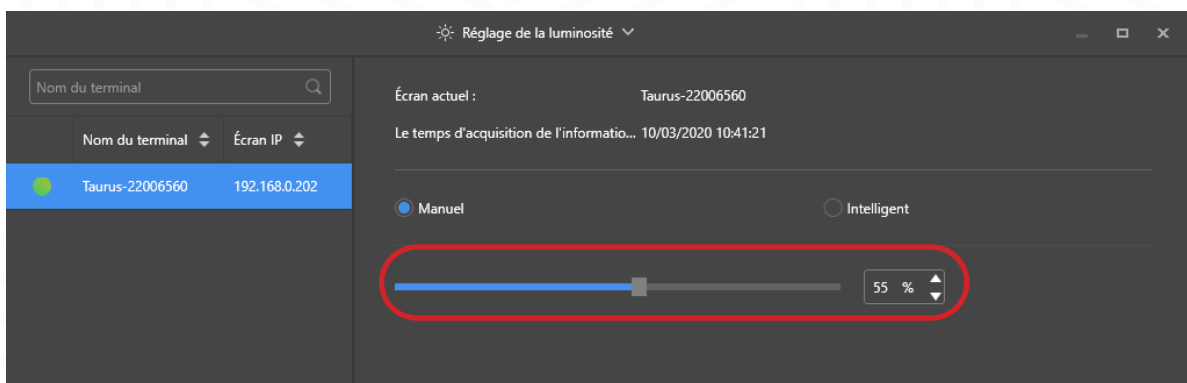 Réglage de la luminosité
Nom du terminal
Nom du terminal Écran IP
Taurus-22006560 192.168.0.202
Écran actuel : Taurus-22006560
Le temps d'acquisition de l'informatio... 10/03/2020 10:41:21
Manuel Intelligent
55 %